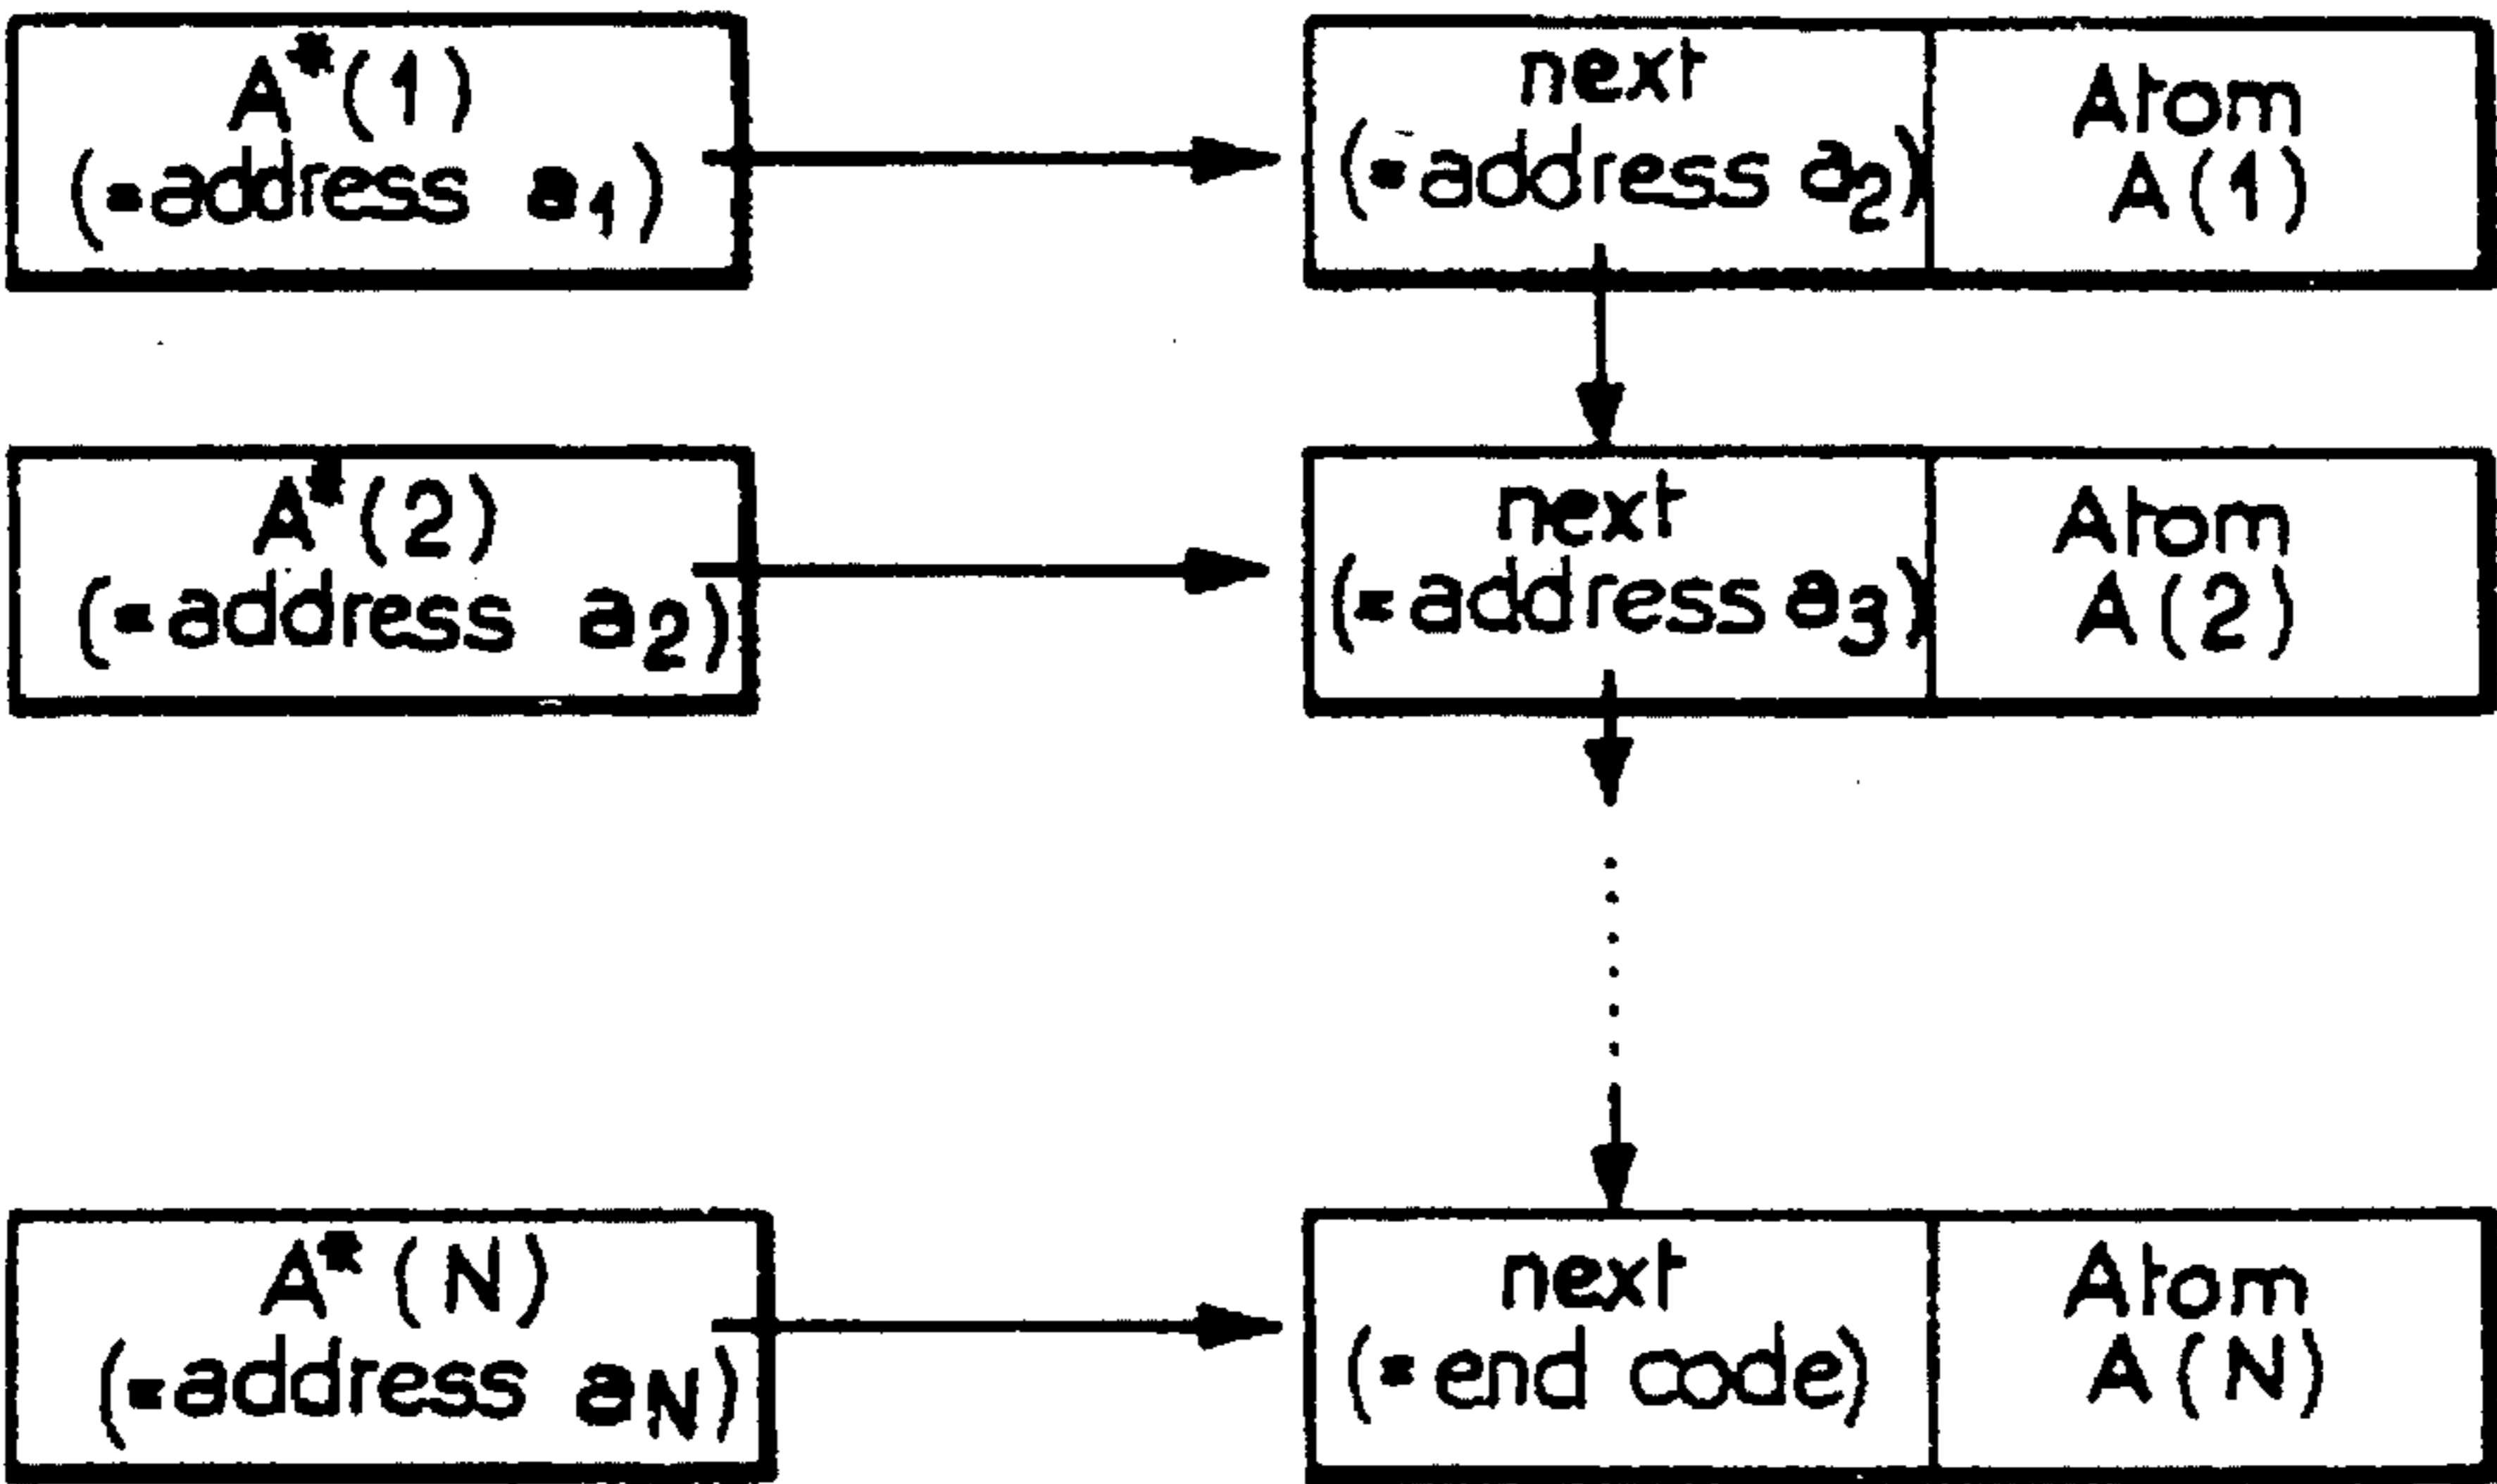 A*(1)
(=address a₁)
next
(=address a₂)
Atom
A(1)
A*(2)
(=address a₂)
next
(=address a₃)
Atom
A(2)
A*(N)
(=address aN)
next
(=end code)
Atom
A(N)